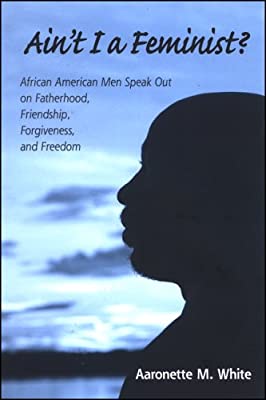 Ain't I a Feminist?
African American Men Speak Out
on Fatherhood,
Friendship,
Forgiveness,
and Freedom
Aaronette M. White